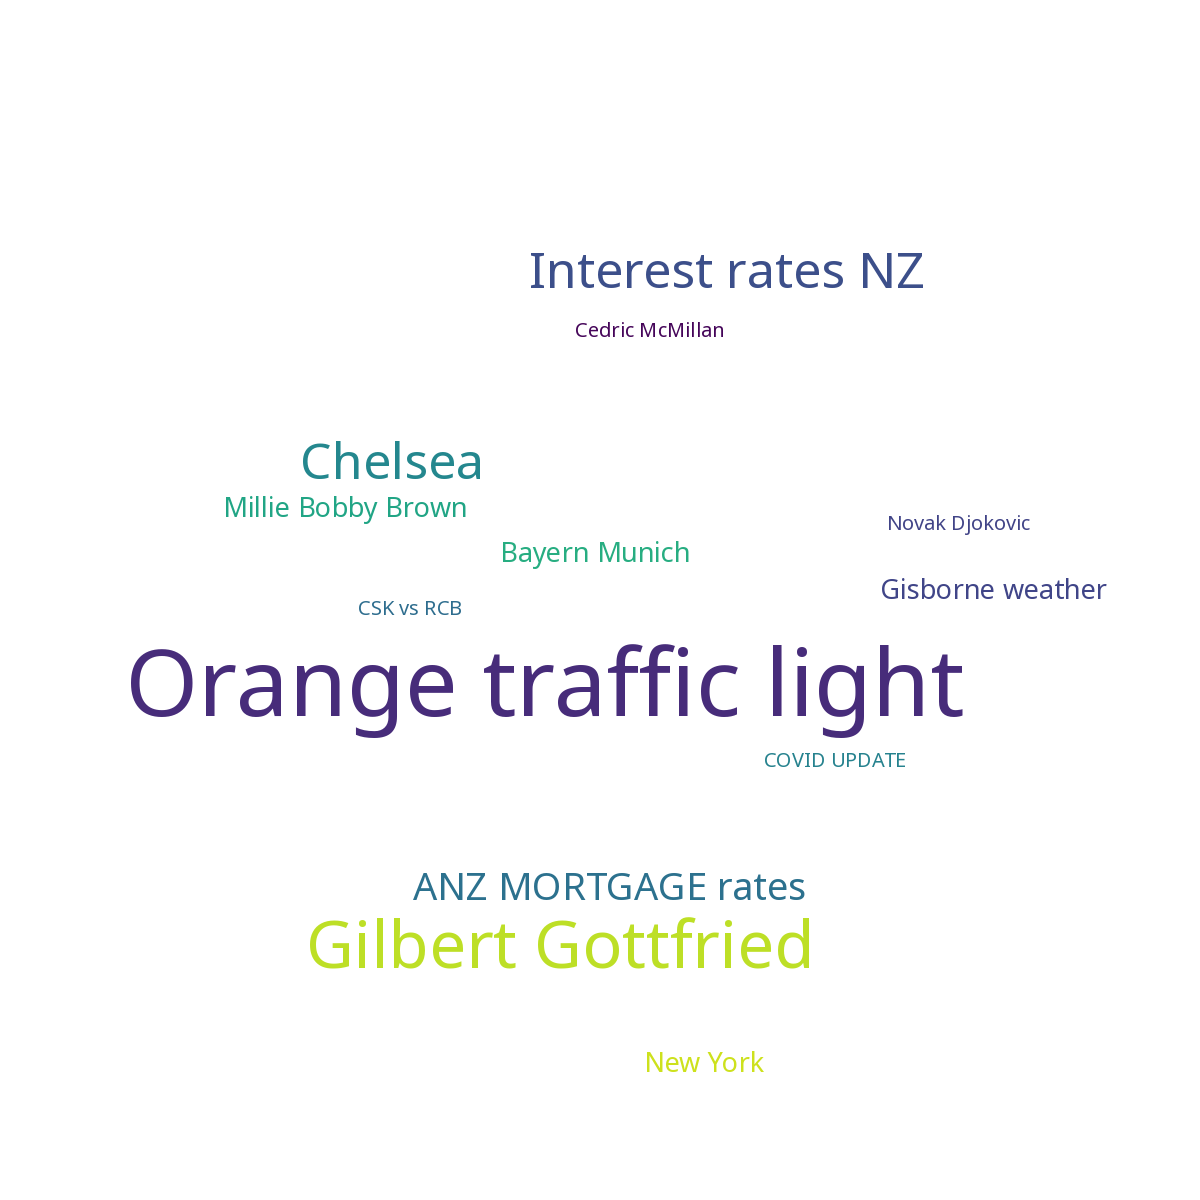 Interest rates NZ
Cedric McMillan
Chelsea
Millie Bobby Brown
Novak Djokovic
Bayern Munich
Gisborne weather
CSK vs RCB
Orange traffic light
COVID UPDATE
ANZ MORTGAGE rates
Gilbert Gottfried
New York